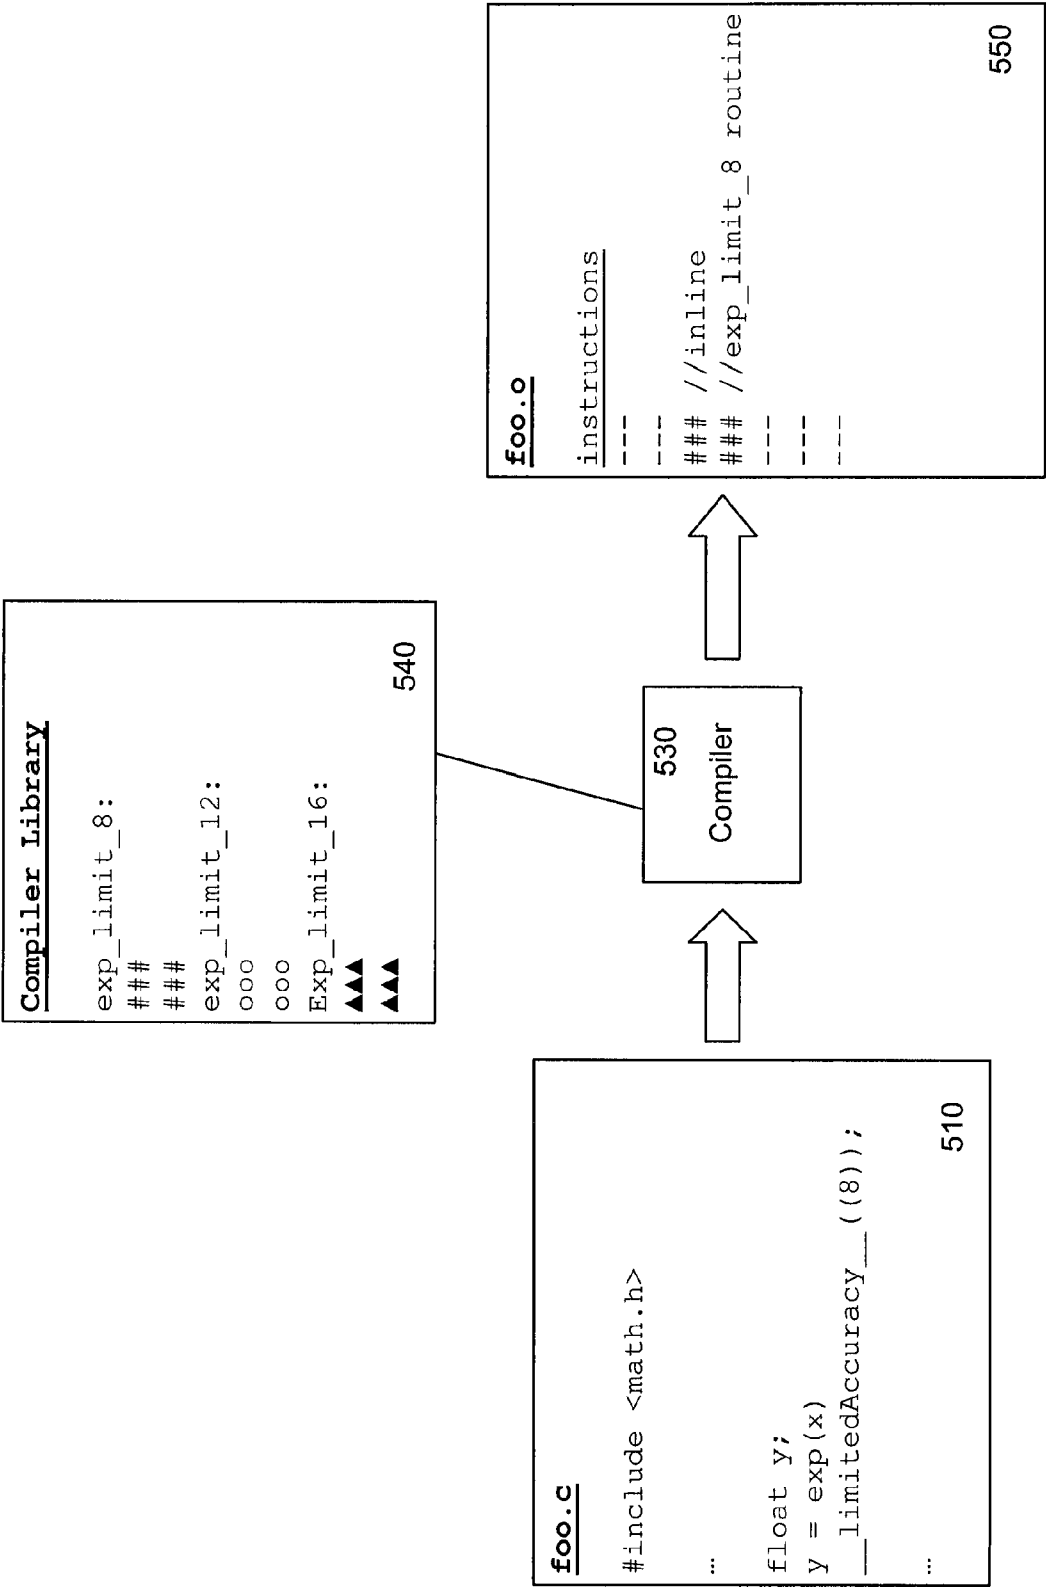 foo.c
#include <math.h>
...
float y;
y = exp(x)
__limitedAccuracy__((8));
...
510
530
Compiler
Compiler Library
exp_limit_8:
###
###
exp_limit_12:
ooo
ooo
Exp_limit_16:
▲▲▲
▲▲▲
540
foo.o
instructions
---
---
### //inline
### //exp_limit_8 routine
---
---
---
550